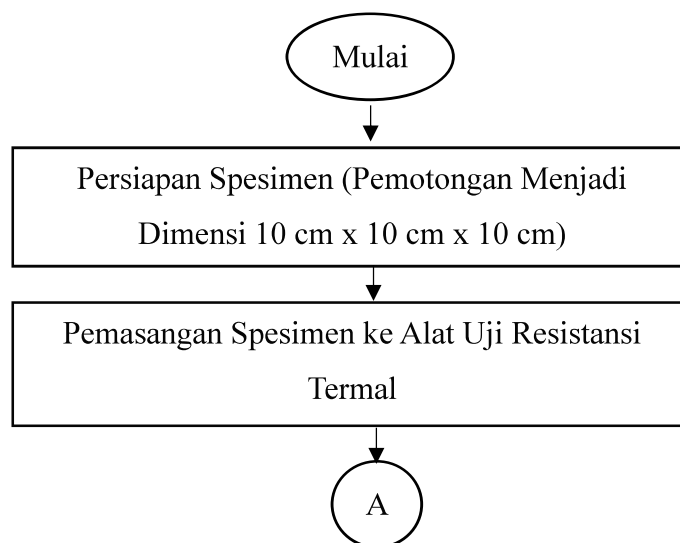 Mulai
Persiapan Spesimen (Pemotongan Menjadi
Dimensi 10 cm x 10 cm x 10 cm)
Pemasangan Spesimen ke Alat Uji Resistansi
Termal
A